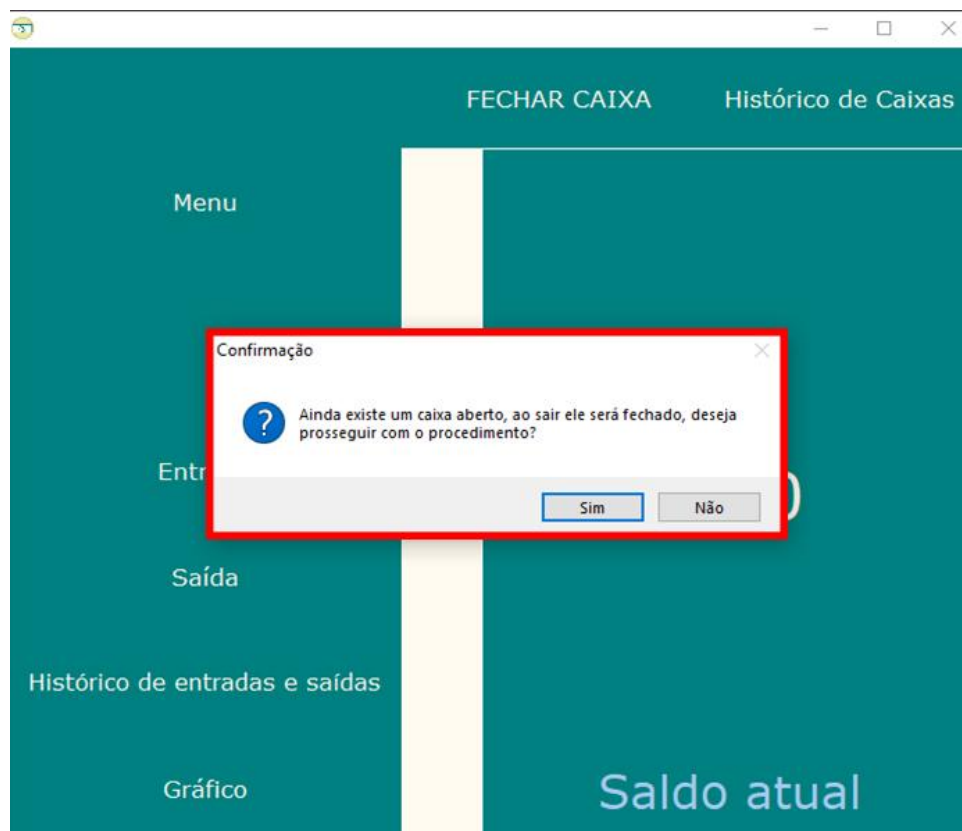 FECHAR CAIXA
Histórico de Caixas
Menu
Confirmação
Ainda existe um caixa aberto, ao sair ele será fechado, deseja
prosseguir com o procedimento?
Sim
Não
Entr
Saída
Histórico de entradas e saídas
Gráfico
Saldo atual